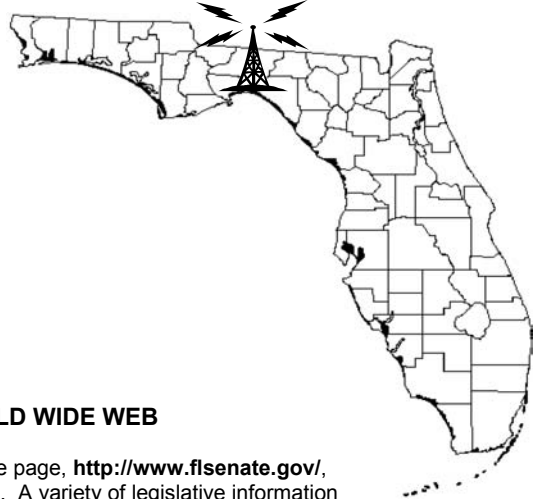 LD WIDE WEB
e page, http://www.flsenate.gov/,
. A variety of legislative information